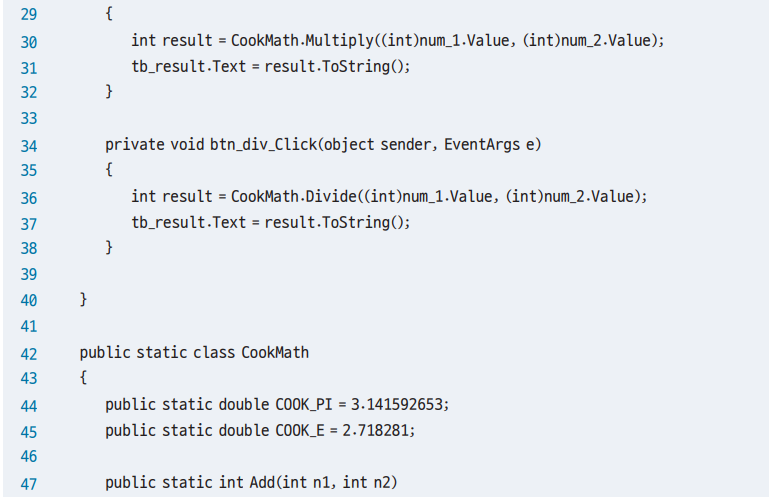 29 {
30 int result = CookMath.Multiply((int)num_1.Value, (int)num_2.Value);
31 tb_result.Text = result.ToString();
32 }
33
34 private void btn_div_Click(object sender, EventArgs e)
35 {
36 int result = CookMath.Divide((int)num_1.Value, (int)num_2.Value);
37 tb_result.Text = result.ToString();
38 }
39
40 }
41
42 public static class CookMath
43 {
44 public static double COOK_PI = 3.141592653;
45 public static double COOK_E = 2.718281;
46
47 public static int Add(int n1, int n2)